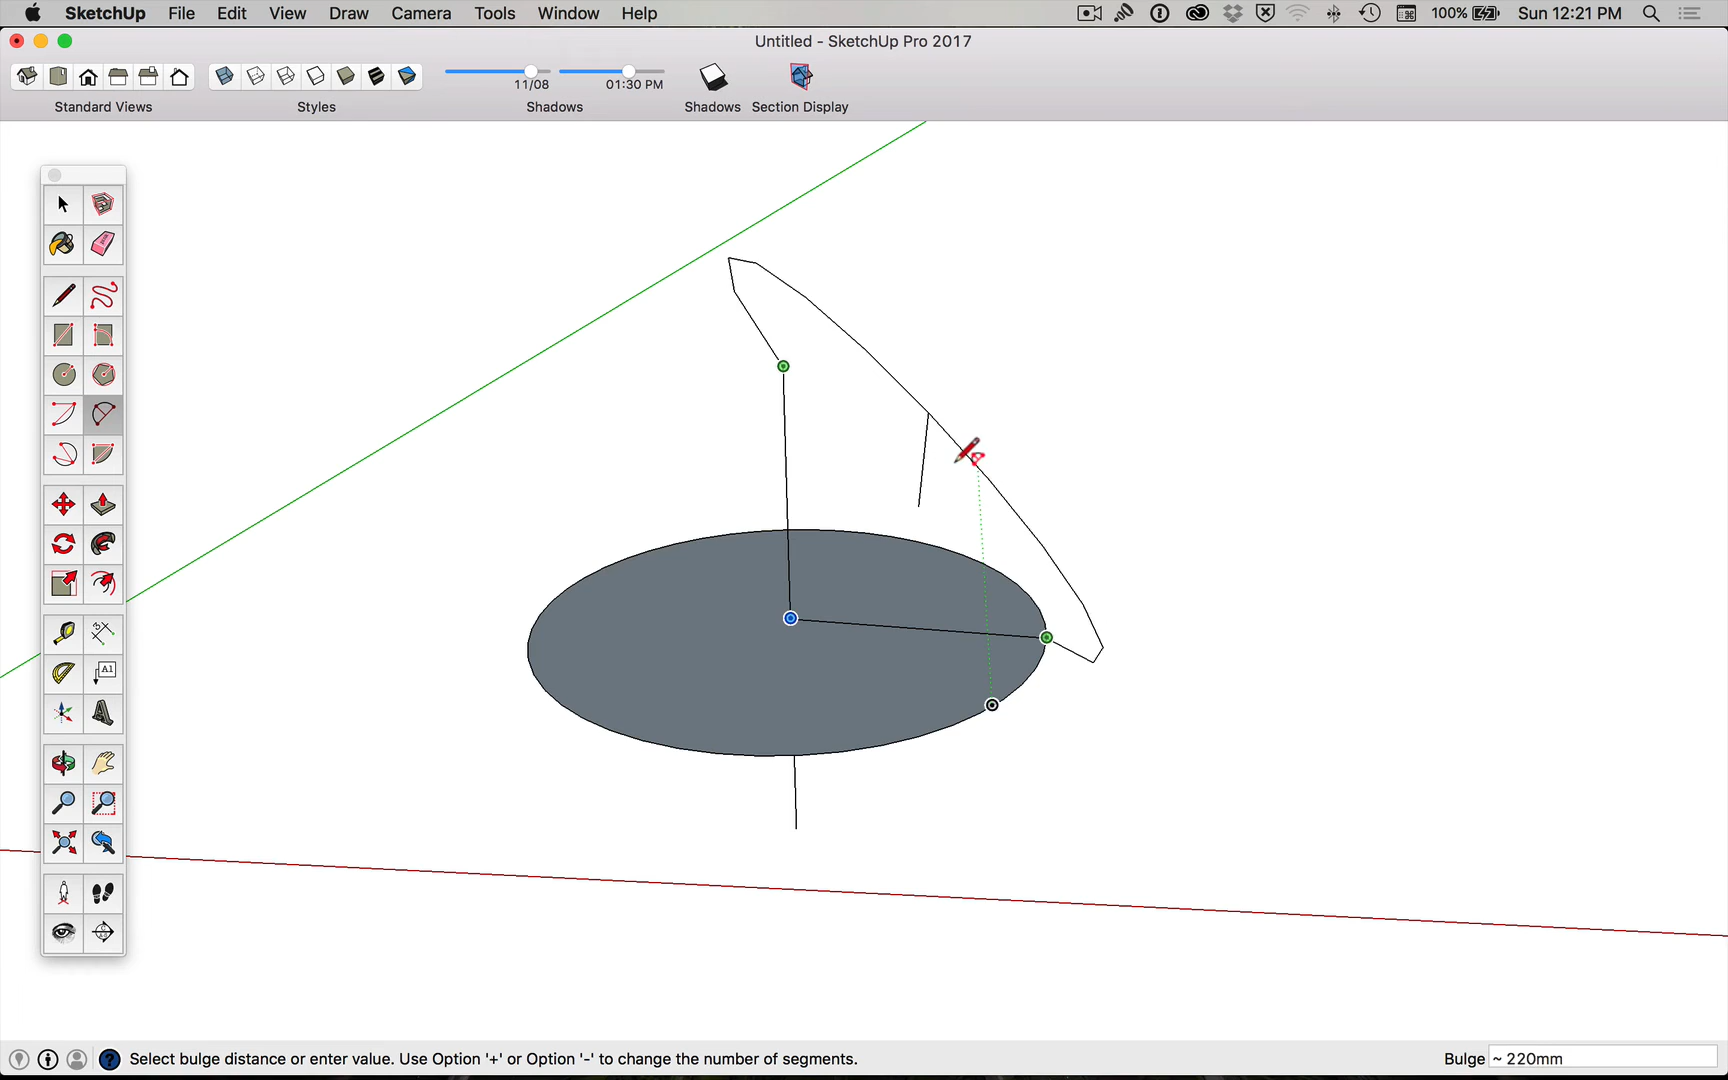 SketchUp File Edit View Draw Camera Tools Window Help 100% Sun 12:21 PM
Untitled - SketchUp Pro 2017
11/08 01:30 PM
Standard Views Styles Shadows Shadows Section Display
A1
Select bulge distance or enter value. Use Option '+' or Option '-' to change the number of segments. Bulge ~ 220mm